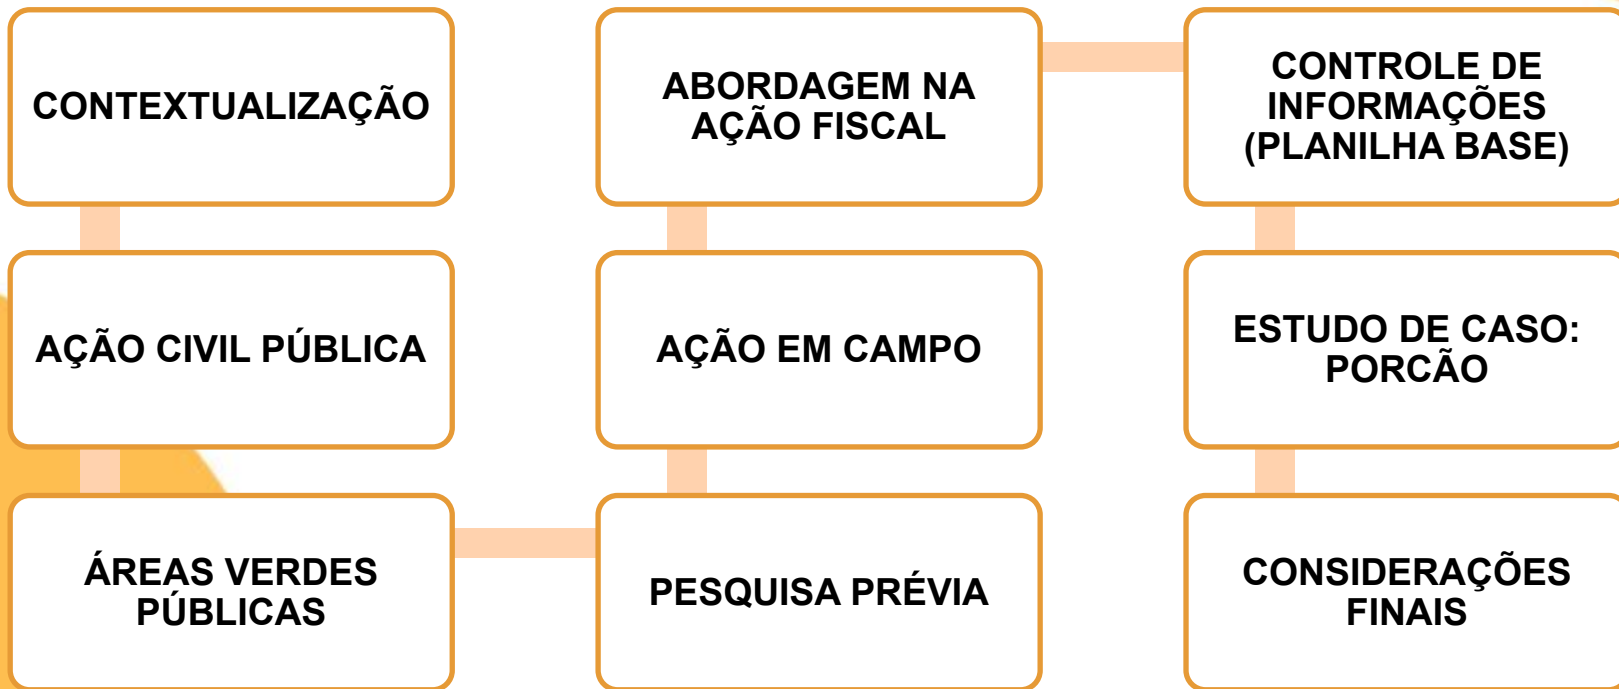 CONTEXTUALIZAÇÃO
AÇÃO CIVIL PÚBLICA
ÁREAS VERDES
PÚBLICAS
PESQUISA PRÉVIA
AÇÃO EM CAMPO
ABORDAGEM NA
AÇÃO FISCAL
CONTROLE DE
INFORMAÇÕES
(PLANILHA BASE)
ESTUDO DE CASO:
PORCÃO
CONSIDERAÇÕES
FINAIS